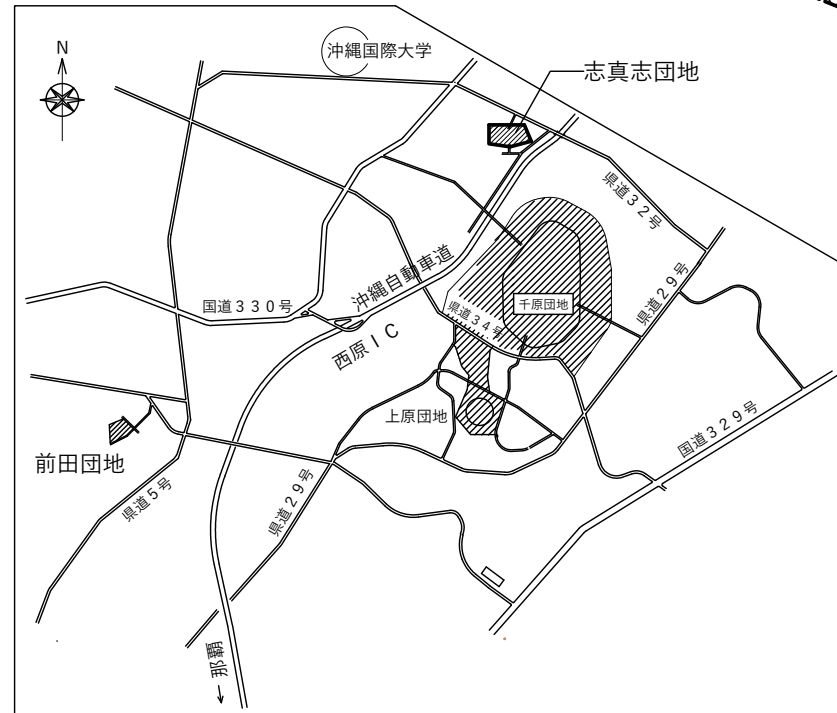 N
沖縄国際大学
志真志団地
県道３２号
県道２９号
沖縄自動車道
国道３３０号
千原団地
県道３４号
西原ＩＣ
上原団地
前田団地
県道５号
県道２９号
国道３２９号
←那覇